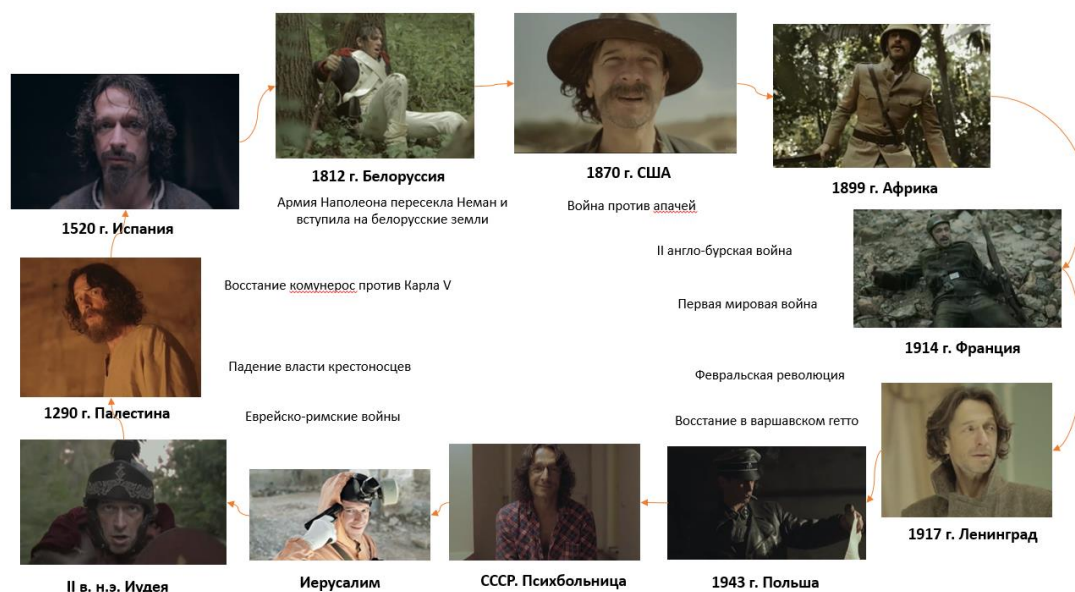 1812 г. Белоруссия
1870 г. США
1899 г. Африка
Армия Наполеона пересекла Неман и
вступила на белорусские земли
Война против апачей
1520 г. Испания
II англо-бурская война
Восстание комунерос против Карла V
Первая мировая война
1914 г. Франция
Падение власти крестоносцев
Февральская революция
1290 г. Палестина
Еврейско-римские войны
Восстание в варшавском гетто
1917 г. Ленинград
II в. н.э. Иудея
Иерусалим
СССР. Психбольница
1943 г. Польша